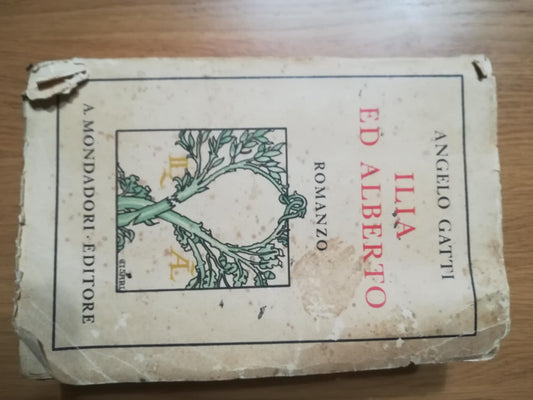 ANGELO GATTI
ILIA
ED ALBERTO
ROMANZO
A. MONDADORI · EDITORE